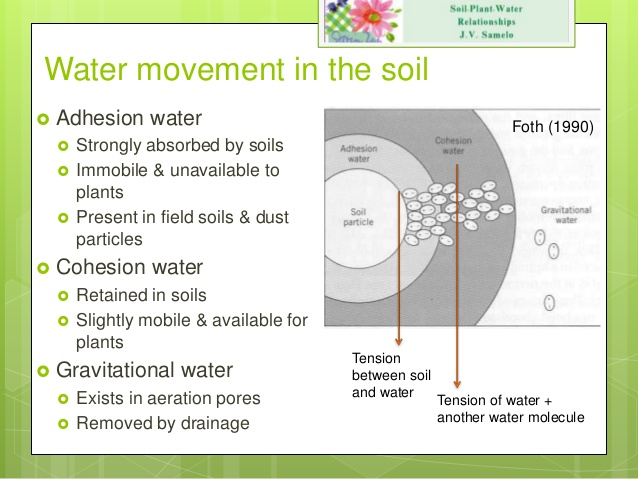 Soil-Plant-Water
Relationships
J.V. Samelo
Water movement in the soil
Adhesion water
Strongly absorbed by soils
Immobile & unavailable to
plants
Present in field soils & dust
particles
Cohesion water
Retained in soils
Slightly mobile & available for
plants
Gravitational water
Exists in aeration pores
Removed by drainage
Foth (1990)
Adhesion
water
Cohesion
water
Soil
particle
Gravitational
water
Tension
between soil
and water
Tension of water +
another water molecule